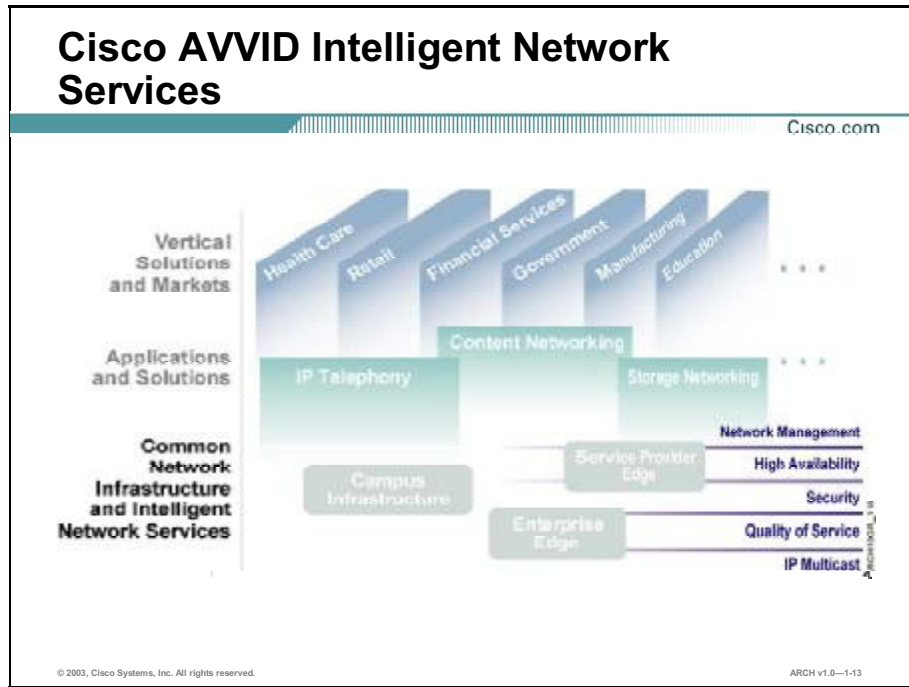 Cisco AVVID Intelligent Network
Services
Cisco.com
Vertical
Solutions
and Markets
Health Care
Retail
Financial Services
Government
Manufacturing
Education
. . .
Applications
and Solutions
IP Telephony
Content Networking
Storage Networking
. . .
Common
Network
Infrastructure
and Intelligent
Network Services
Campus
Infrastructure
Service Provider
Edge
Enterprise
Edge
Network Management
High Availability
Security
Quality of Service
IP Multicast
© 2003, Cisco Systems, Inc. All rights reserved.
ARCH v1.0—1-13